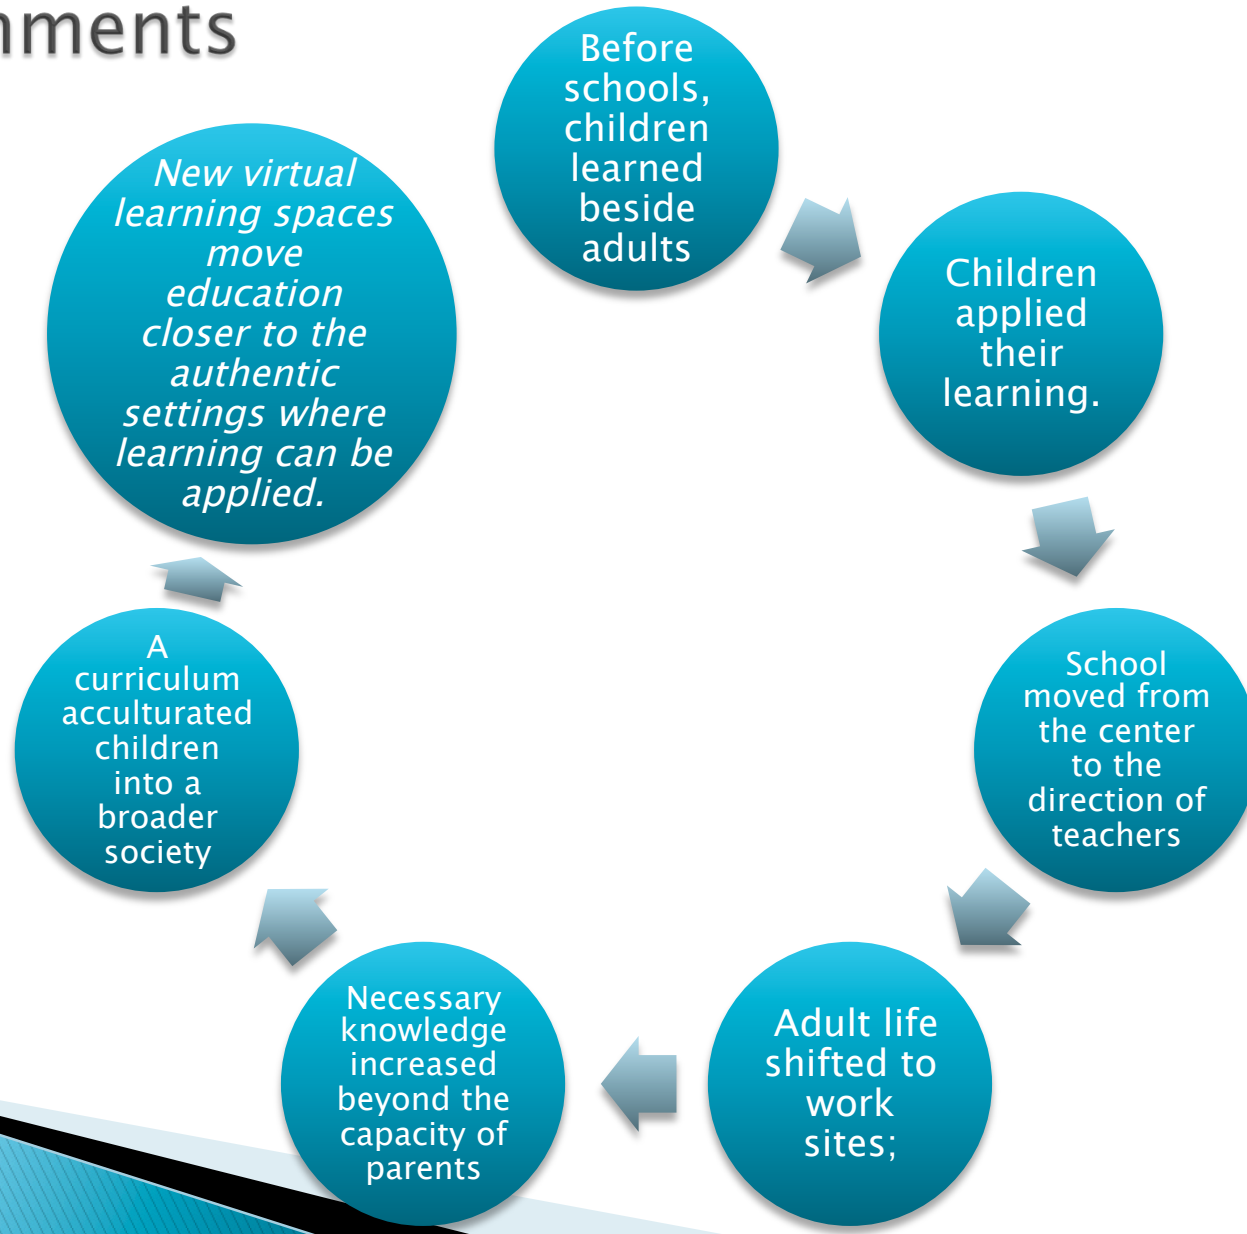 nments
Before
schools,
children
learned
beside
adults
Children
applied
their
learning.
School
moved from
the center
to the
direction of
teachers
Adult life
shifted to
work
sites;
Necessary
knowledge
increased
beyond the
capacity of
parents
A
curriculum
acculturated
children
into a
broader
society
New virtual
learning spaces
move
education
closer to the
authentic
settings where
learning can be
applied.